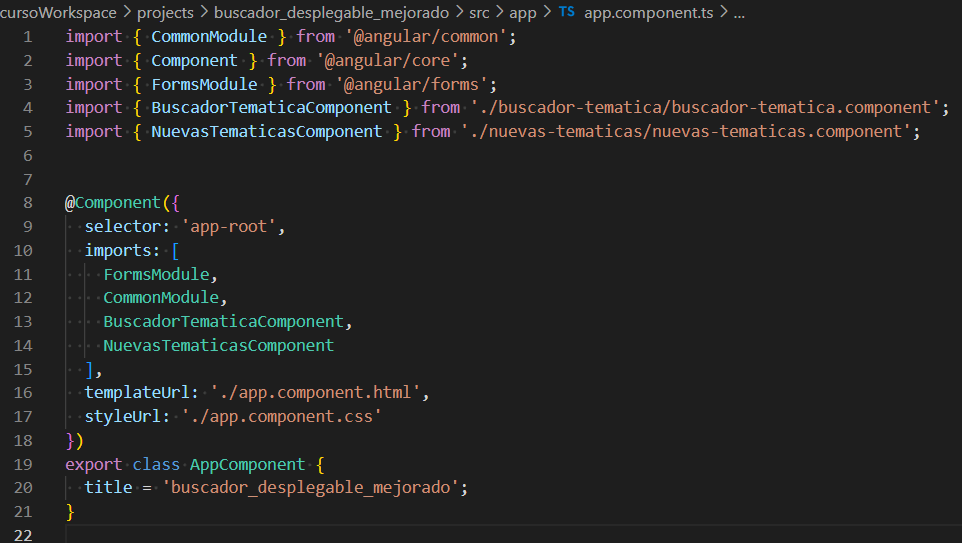 cursoWorkspace > projects > buscador_desplegable_mejorado > src > app > TS app.component.ts > ...
1 import { CommonModule } from '@angular/common';
2 import { Component } from '@angular/core';
3 import { FormsModule } from '@angular/forms';
4 import { BuscadorTematicaComponent } from './buscador-tematica/buscador-tematica.component';
5 import { NuevasTematicasComponent } from './nuevas-tematicas/nuevas-tematicas.component';
6
7
8 @Component({
9   selector: 'app-root',
10   imports: [
11     FormsModule,
12     CommonModule,
13     BuscadorTematicaComponent,
14     NuevasTematicasComponent
15   ],
16   templateUrl: './app.component.html',
17   styleUrl: './app.component.css'
18 })
19 export class AppComponent {
20   title = 'buscador_desplegable_mejorado';
21 }
22